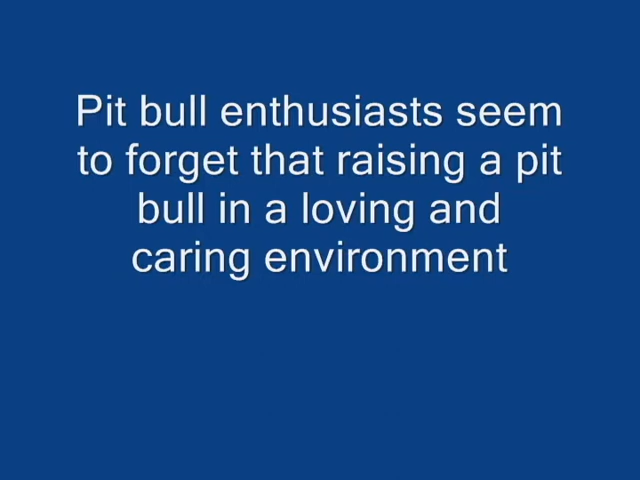 Pit bull enthusiasts seem
to forget that raising a pit
bull in a loving and
caring environment